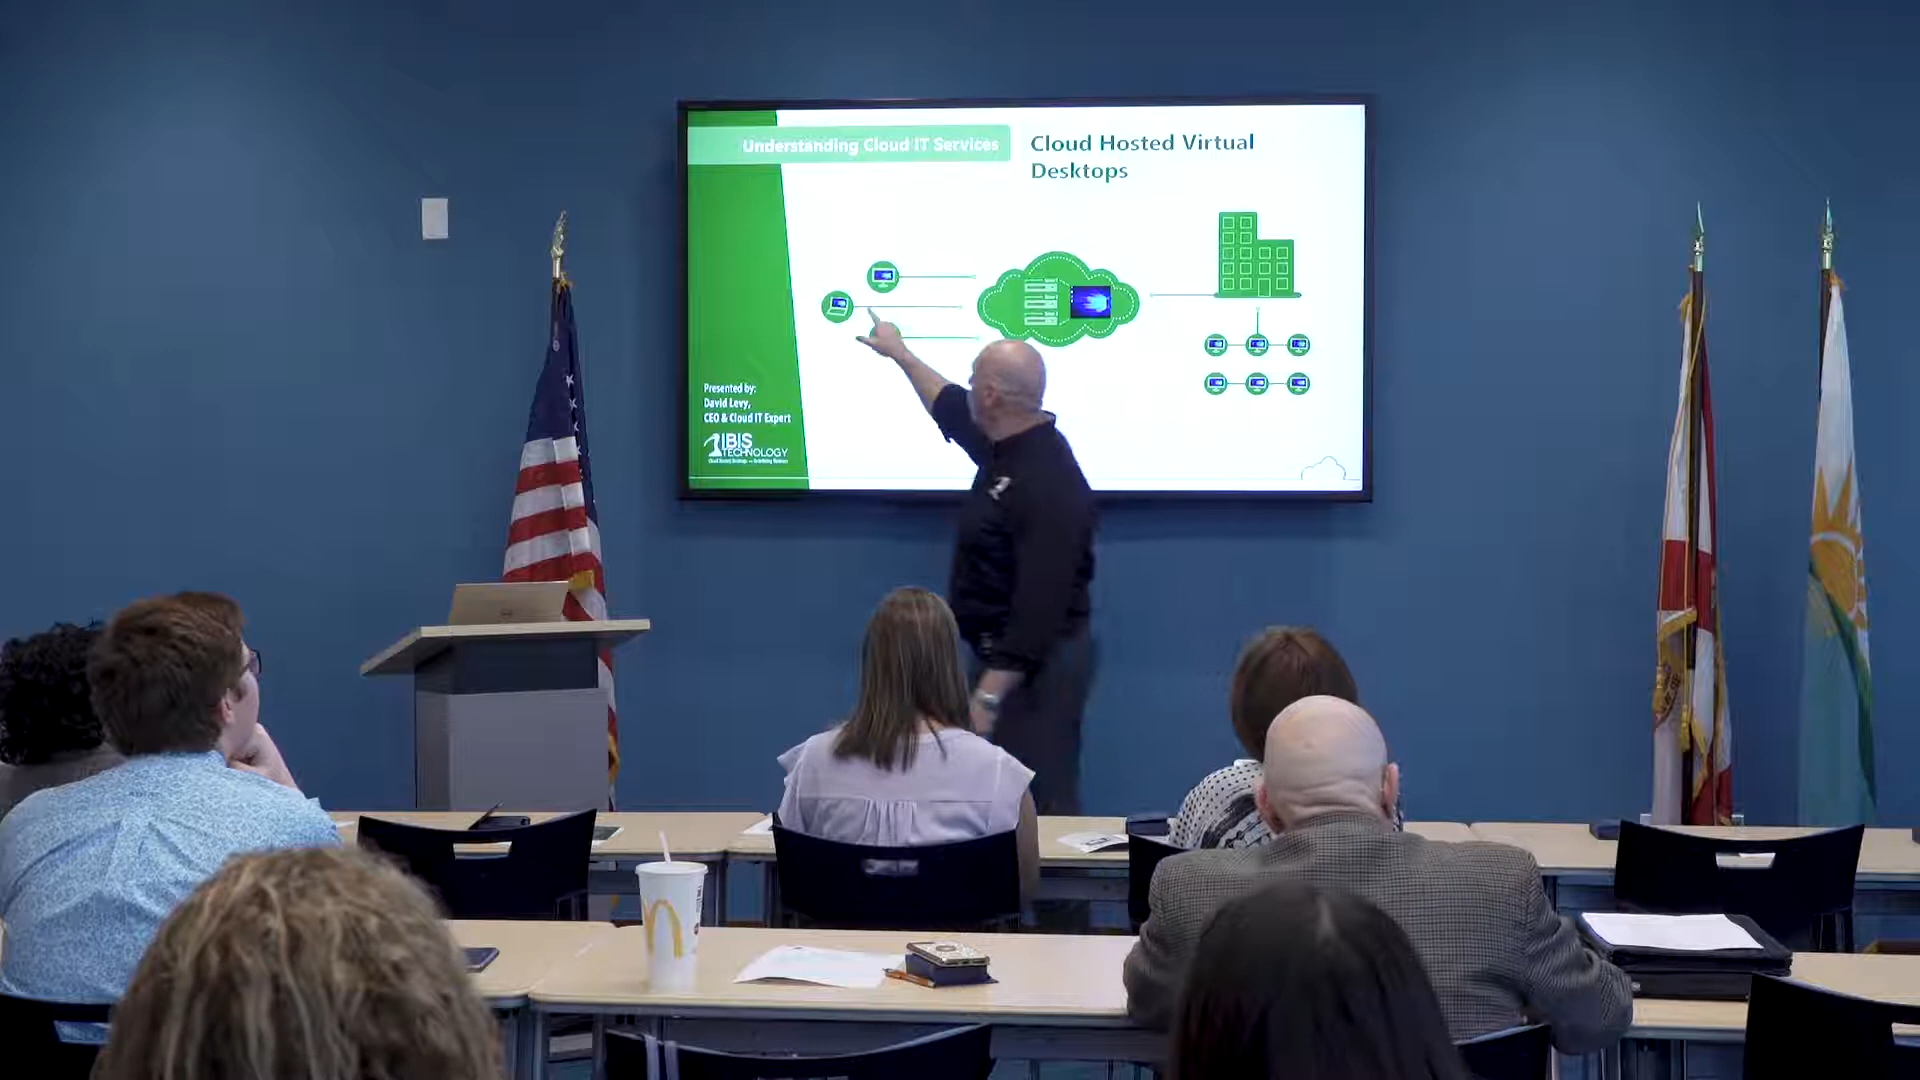 Understanding Cloud IT Services
Cloud Hosted Virtual
Desktops
Presented by:
David Levy,
CEO & Cloud IT Expert
IBIS
TECHNOLOGY